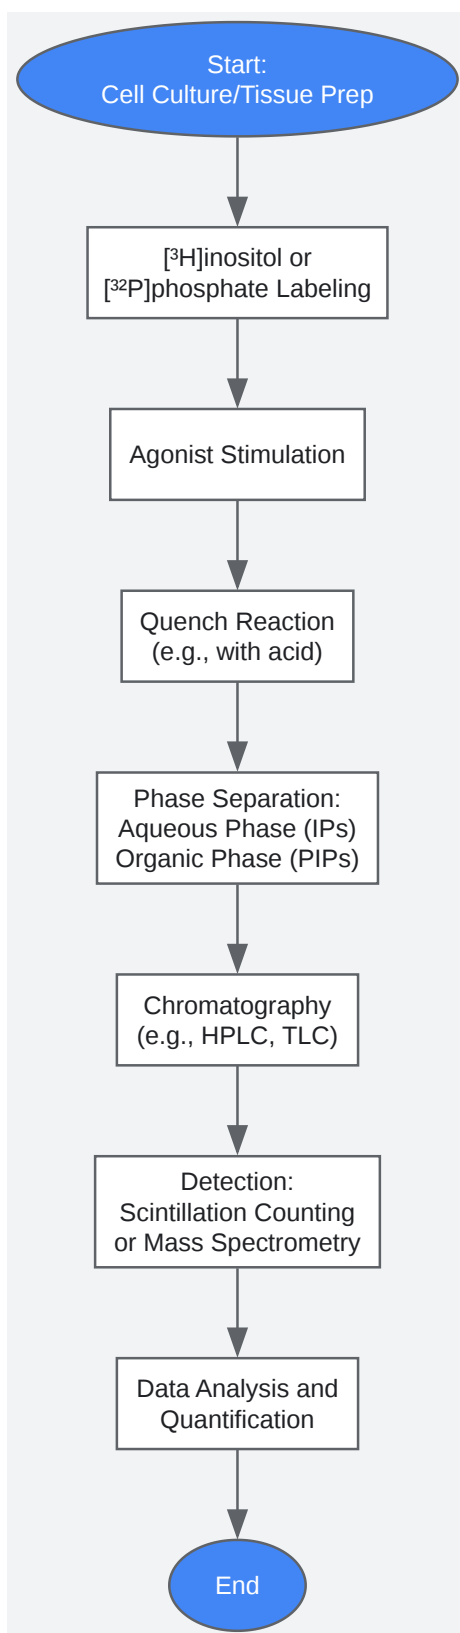 Start:
Cell Culture/Tissue Prep
[³H]inositol or
[³²P]phosphate Labeling
Agonist Stimulation
Quench Reaction
(e.g., with acid)
Phase Separation:
Aqueous Phase (IPs)
Organic Phase (PIPs)
Chromatography
(e.g., HPLC, TLC)
Detection:
Scintillation Counting
or Mass Spectrometry
Data Analysis and
Quantification
End